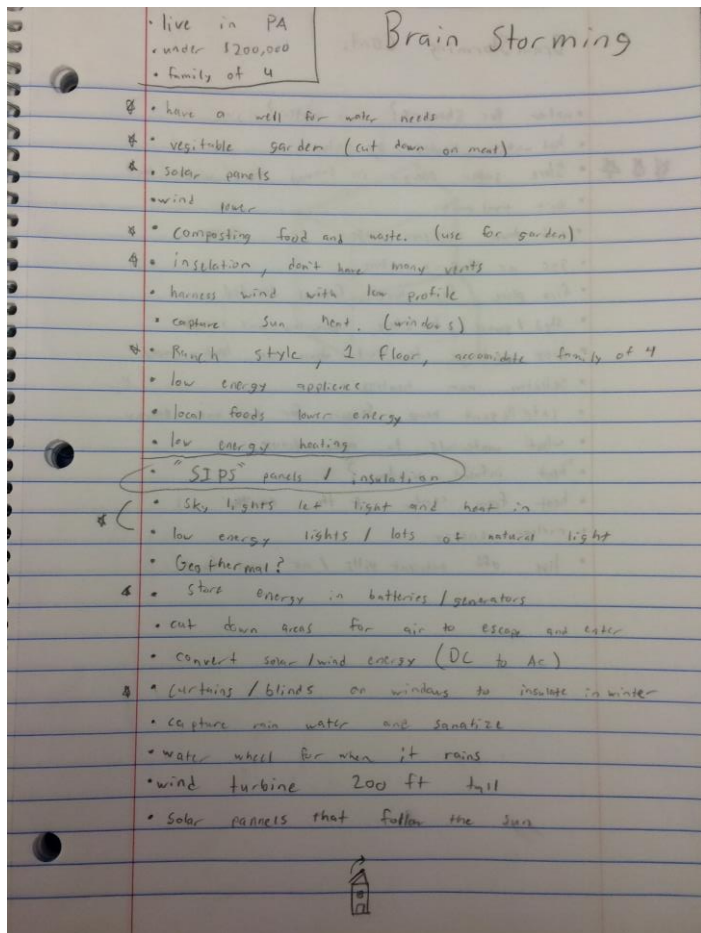 • live in PA
• under $200,000
• family of 4
Brain Storming
• have a well for water needs
• vegitable garden (cut down on meat)
• solar panels
• wind power
• composting food and waste. (use for garden)
• inselation, don't have many vents
• harness wind with low profile
• capture sun heat. (windows)
• Ranch style, 1 floor, accomidate family of 4
• low energy applience
• local foods lower energy
• low energy heating
• "SIPS" panels / insulation
• Sky lights let light and heat in
• low energy lights / lots of natural light
• Geothermal?
• store energy in batteries / generators
• cut down areas for air to escape and enter
• convert solar / wind energy (DC to AC)
• curtains / blinds on windows to insulate in winter
• capture rain water and sanatize
• water wheel for when it rains
• wind turbine 200 ft tall
• Solar pannels that follow the sun